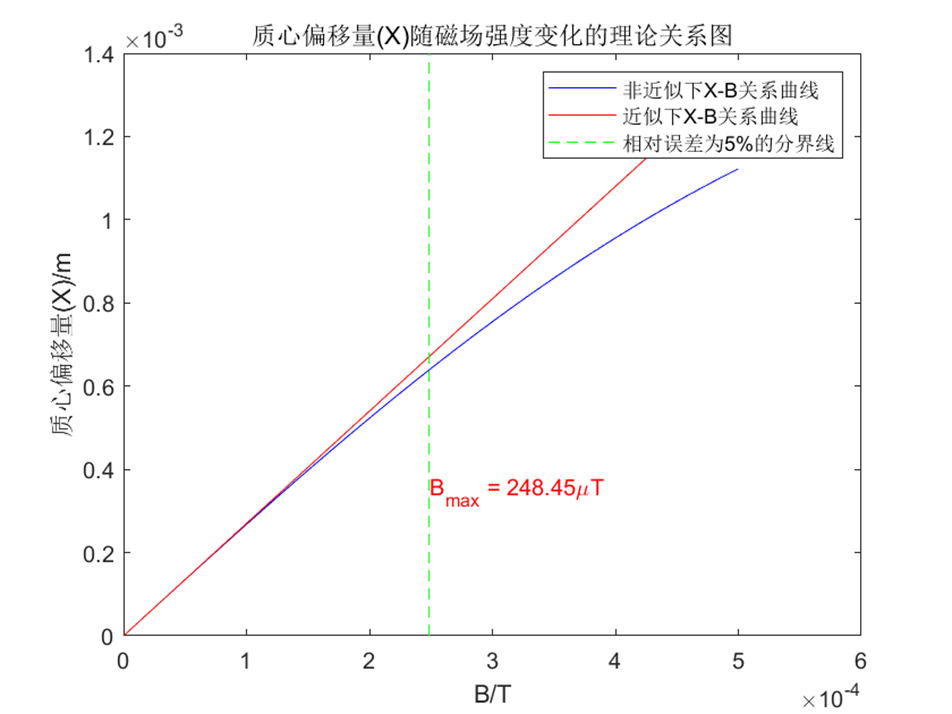 ×10-3
质心偏移量(X)随磁场强度变化的理论关系图
1.4
1.2
1
0.8
0.6
0.4
0.2
0
质心偏移量(X)/m
非近似下X-B关系曲线
近似下X-B关系曲线
相对误差为5%的分界线
Bmax = 248.45μT
0 1 2 3 4 5 6
B/T
×10-4